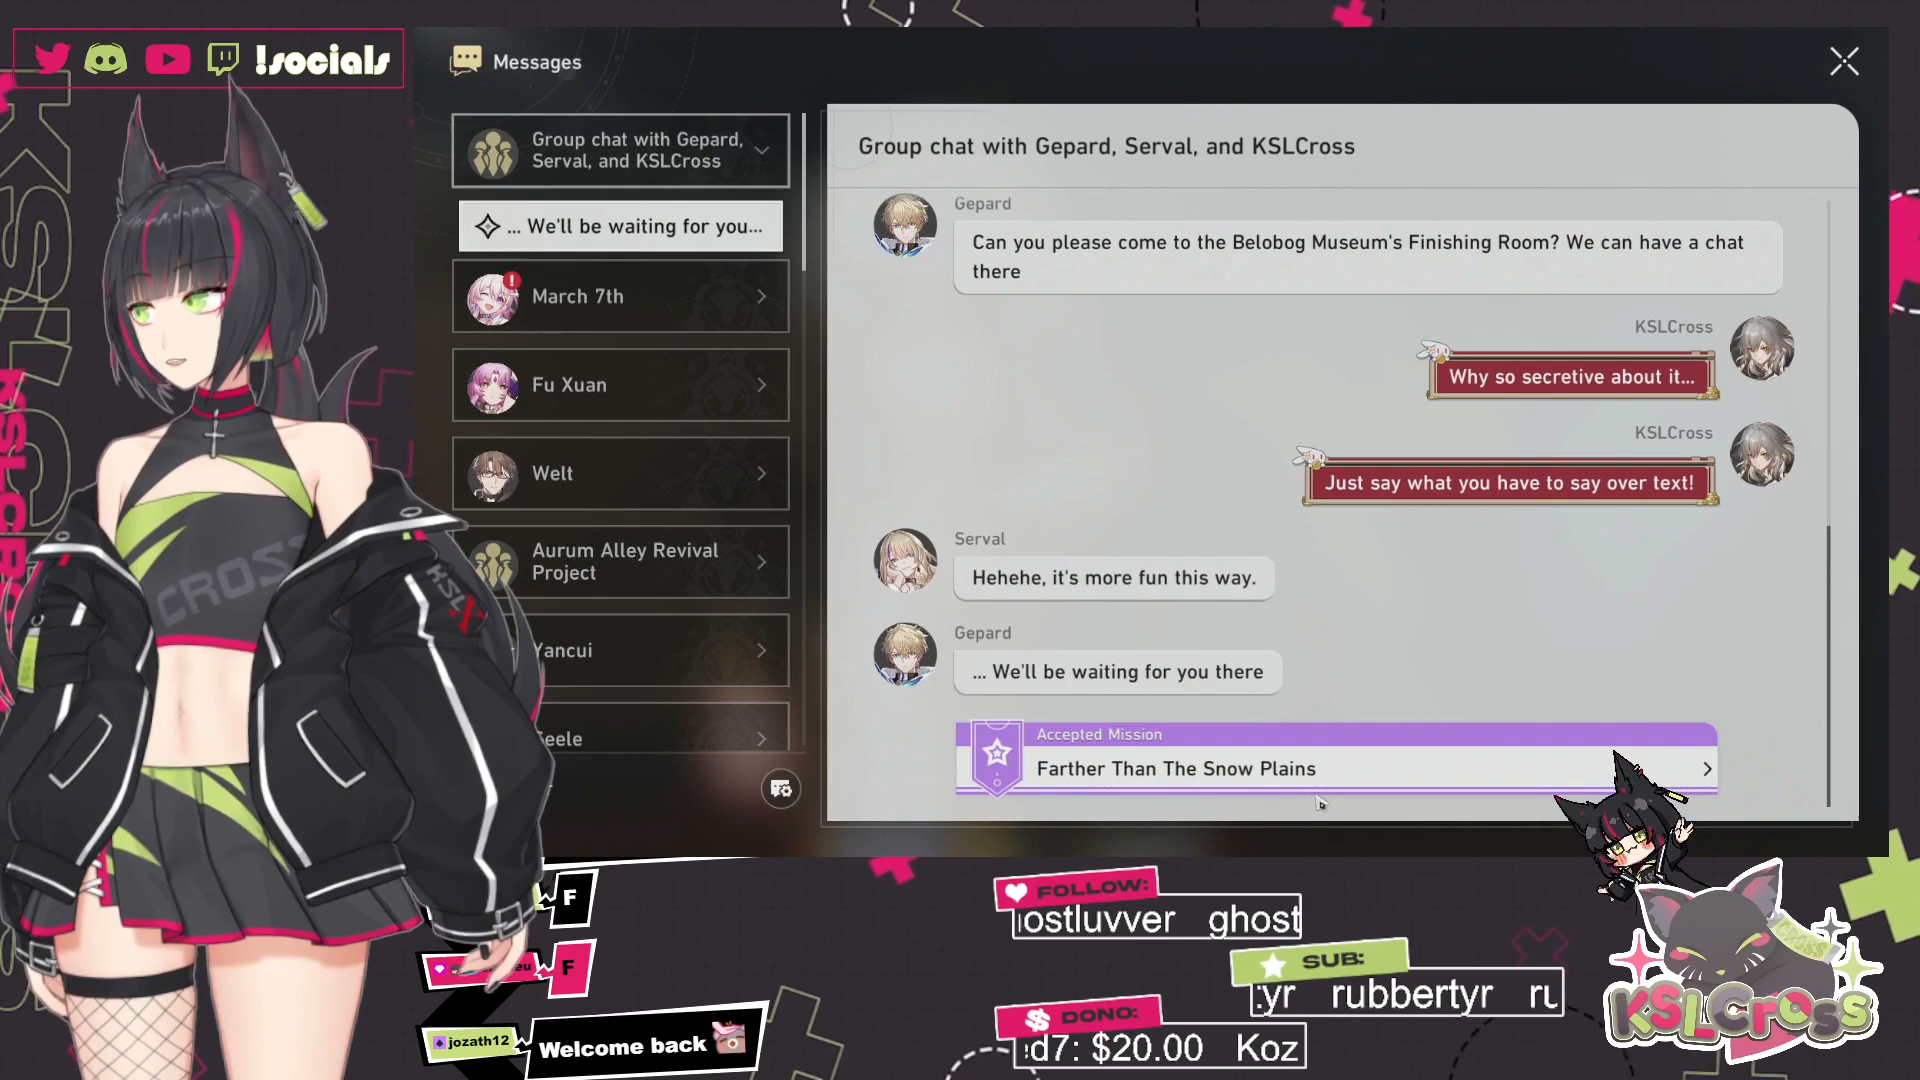 !socials
Messages
Group chat with Gepard,
Serval, and KSLCross
... We'll be waiting for you...
March 7th
Fu Xuan
Welt
Aurum Alley Revival
Project
Yancui
Seele
Group chat with Gepard, Serval, and KSLCross
Gepard
Can you please come to the Belobog Museum's Finishing Room? We can have a chat
there
KSLCross
Why so secretive about it...
KSLCross
Just say what you have to say over text!
Serval
Hehehe, it's more fun this way.
Gepard
... We'll be waiting for you there
Accepted Mission
Farther Than The Snow Plains
CROSS
KSL
F
F
jozath12
Welcome back
FOLLOW:
ostluvver ghost
SUB:
tyr rubbertyr ru
DONO:
d7: $20.00 Koz
KSLCross